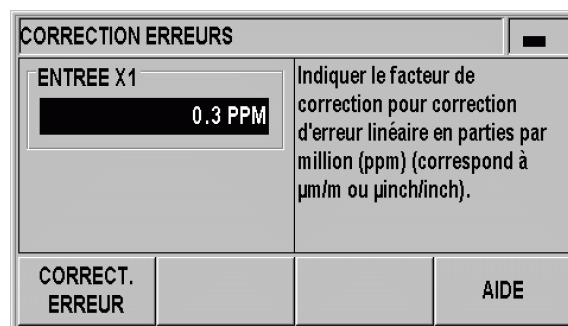 CORRECTION ERREURS
ENTREE X1
0.3 PPM
Indiquer le facteur de
correction pour correction
d'erreur linéaire en parties par
million (ppm) (correspond à
µm/m ou µinch/inch).
CORRECT.
ERREUR
AIDE